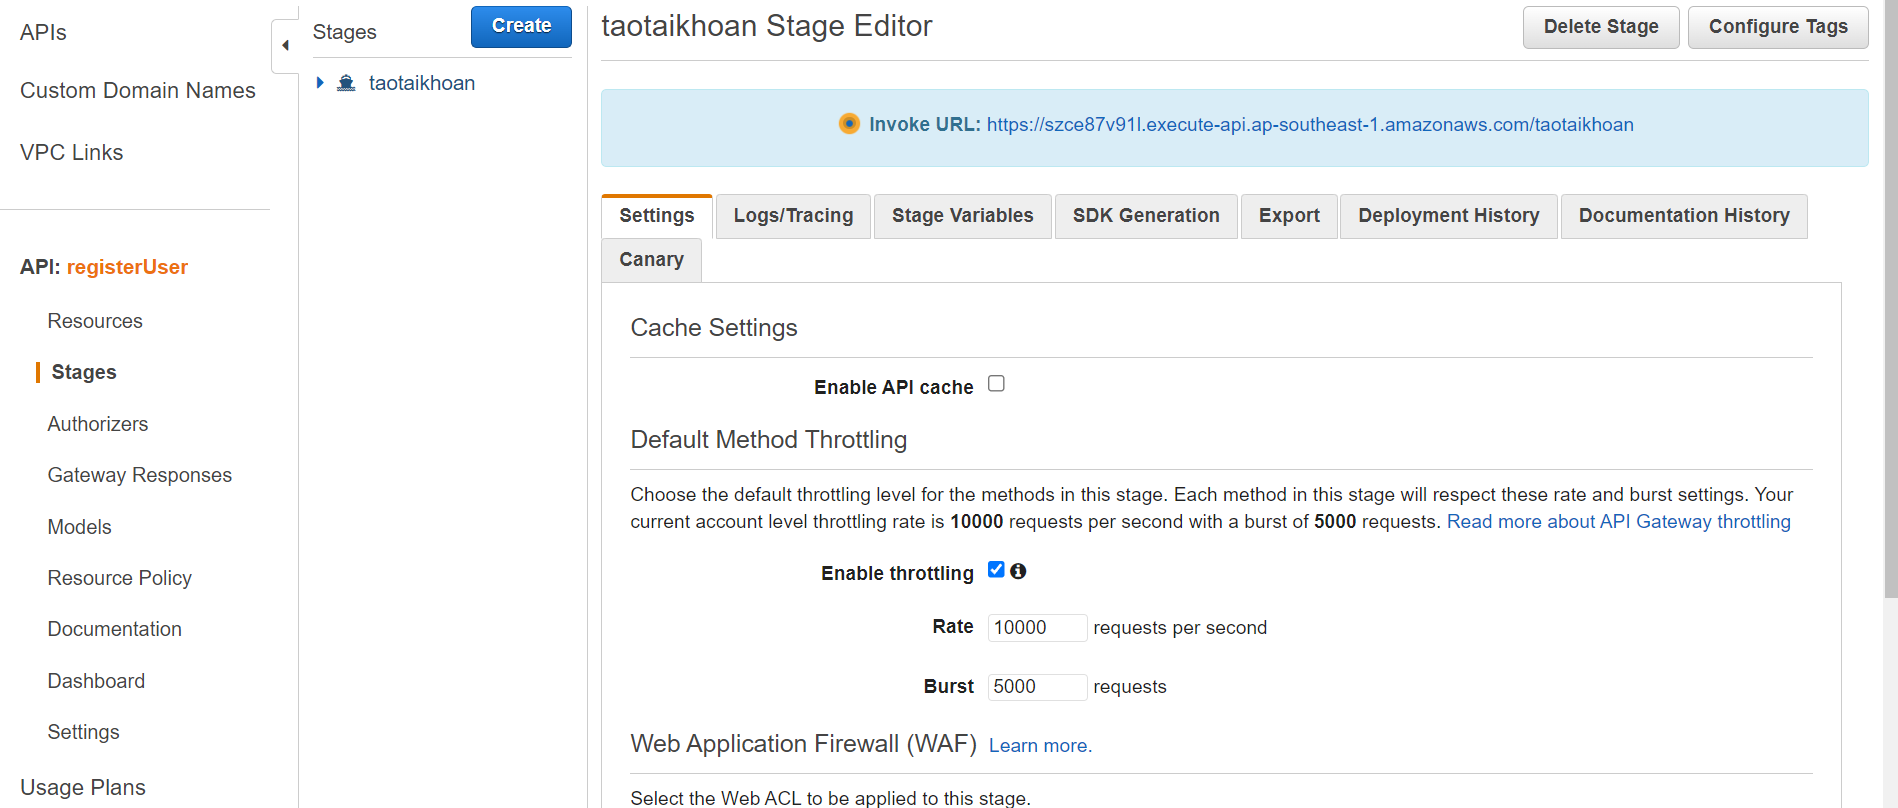 APIs
Custom Domain Names
VPC Links
API: registerUser
Resources
Stages
Authorizers
Gateway Responses
Models
Resource Policy
Documentation
Dashboard
Settings
Usage Plans
Stages
Create
taotaikhoan
taotaikhoan Stage Editor
Delete Stage
Configure Tags
Invoke URL: https://szce87v91l.execute-api.ap-southeast-1.amazonaws.com/taotaikhoan
Settings
Logs/Tracing
Stage Variables
SDK Generation
Export
Deployment History
Documentation History
Canary
Cache Settings
Enable API cache
Default Method Throttling
Choose the default throttling level for the methods in this stage. Each method in this stage will respect these rate and burst settings. Your
current account level throttling rate is 10000 requests per second with a burst of 5000 requests. Read more about API Gateway throttling
Enable throttling
Rate 10000 requests per second
Burst 5000 requests
Web Application Firewall (WAF) Learn more.
Select the Web ACL to be applied to this stage.